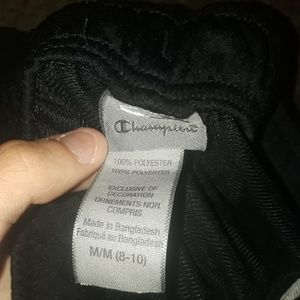 Champion
100% POLYESTER
100% POLYESTER
EXCLUSIVE OF
DECORATION
ORNEMENTS NON
COMPRIS
Made in Bangladesh
Fabriqué au Bangladesh
M/M (8-10)